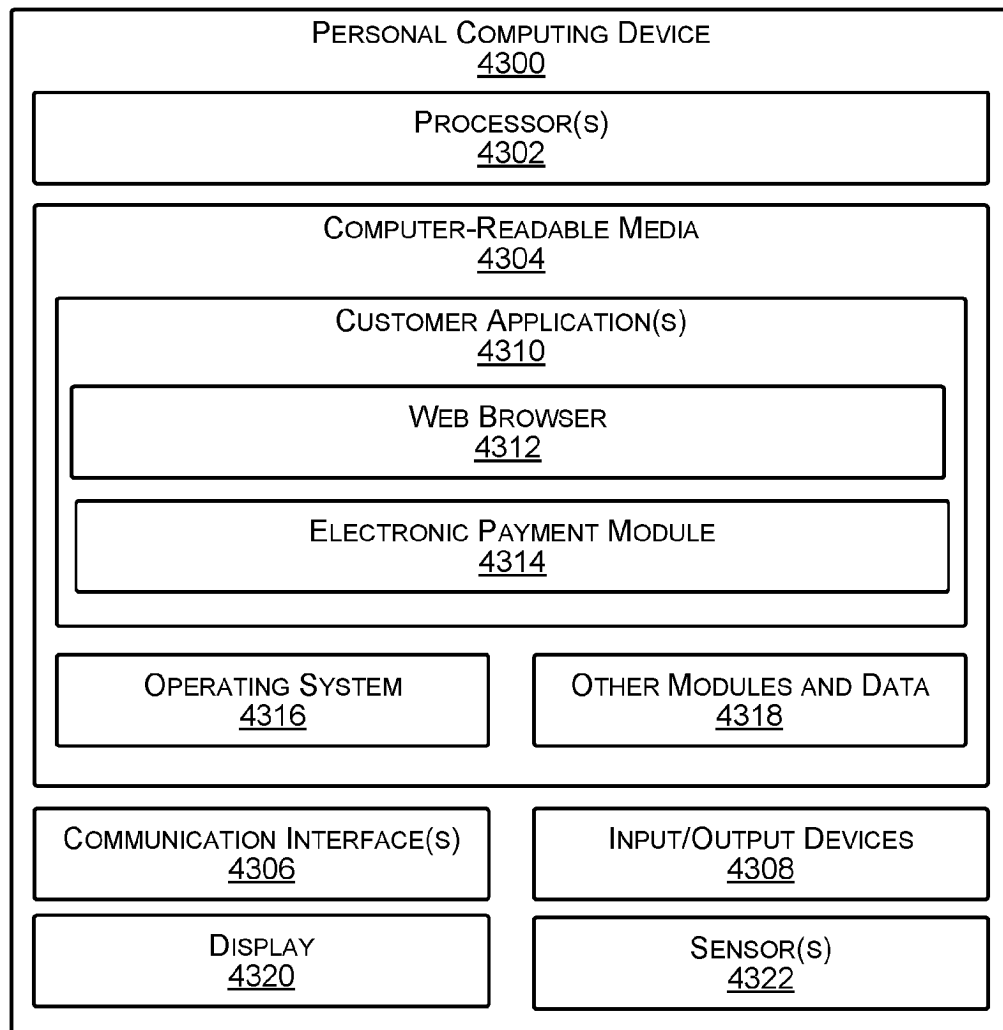 PERSONAL COMPUTING DEVICE
4300
PROCESSOR(S)
4302
COMPUTER-READABLE MEDIA
4304
CUSTOMER APPLICATION(S)
4310
WEB BROWSER
4312
ELECTRONIC PAYMENT MODULE
4314
OPERATING SYSTEM
4316
OTHER MODULES AND DATA
4318
COMMUNICATION INTERFACE(S)
4306
INPUT/OUTPUT DEVICES
4308
DISPLAY
4320
SENSOR(S)
4322